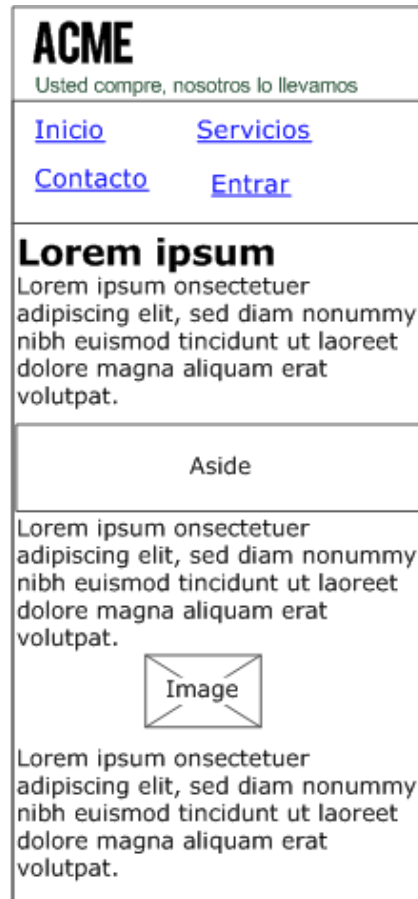 ACME
Usted compre, nosotros lo llevamos
Inicio Servicios
Contacto Entrar
Lorem ipsum
Lorem ipsum onsectetuer
adipiscing elit, sed diam nonummy
nibh euismod tincidunt ut laoreet
dolore magna aliquam erat
volutpat.
Aside
Lorem ipsum onsectetuer
adipiscing elit, sed diam nonummy
nibh euismod tincidunt ut laoreet
dolore magna aliquam erat
volutpat.
Image
Lorem ipsum onsectetuer
adipiscing elit, sed diam nonummy
nibh euismod tincidunt ut laoreet
dolore magna aliquam erat
volutpat.